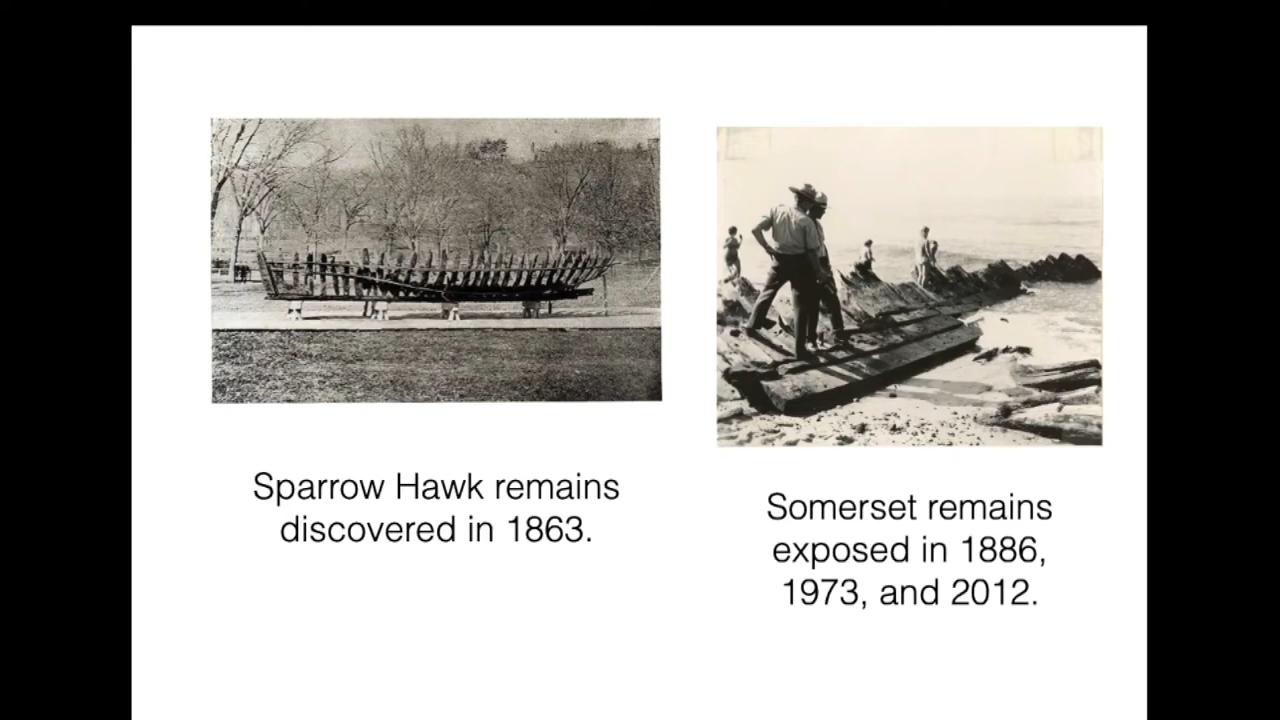 Sparrow Hawk remains
discovered in 1863.
Somerset remains
exposed in 1886,
1973, and 2012.